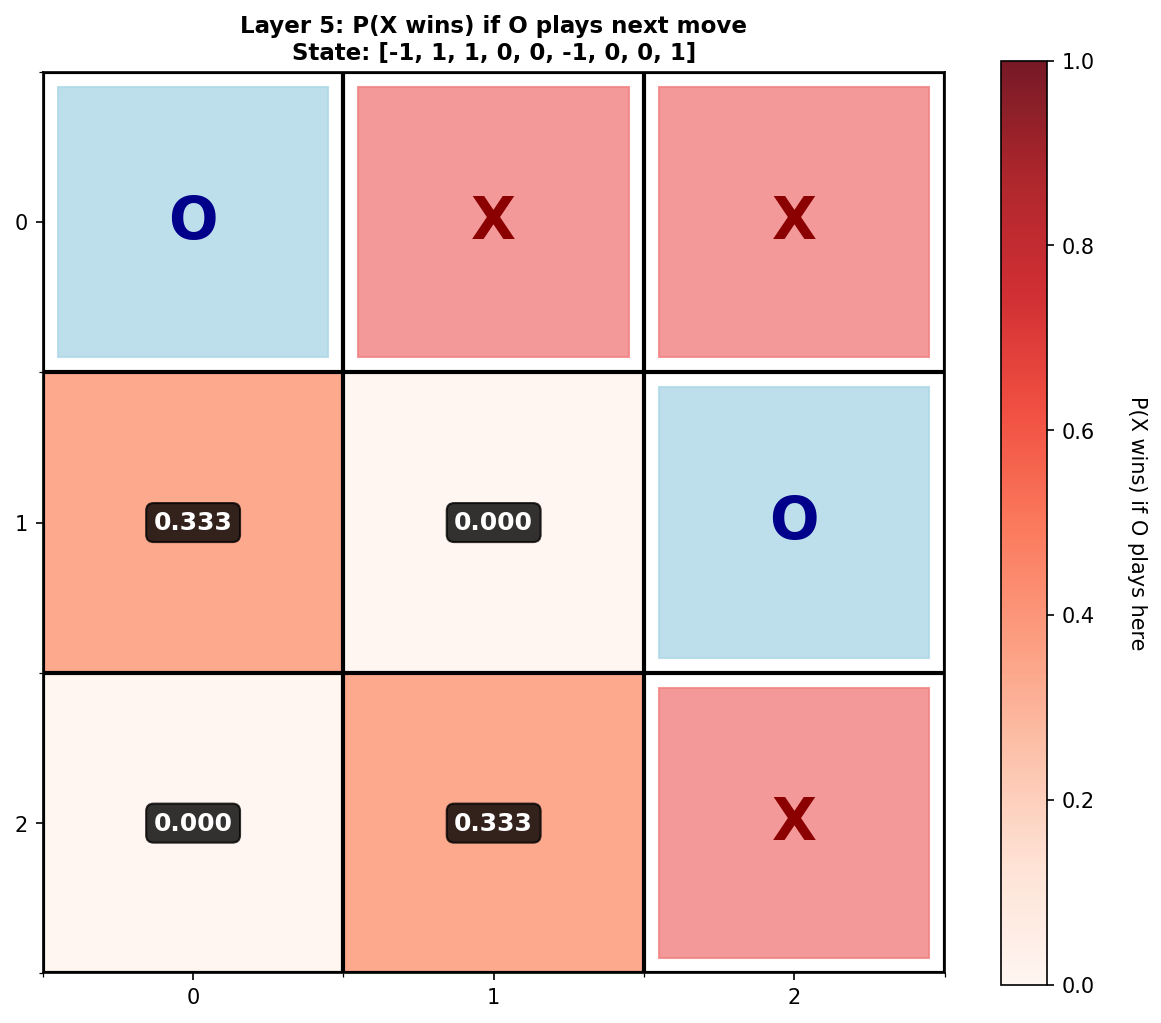 Layer 5: P(X wins) if O plays next move
State: [-1, 1, 1, 0, 0, -1, 0, 0, 1]
1.0
0 O X X
0.8
0.6
P(X wins) if O plays here
1 0.333 0.000 O
0.4
0.2
2 0.000 0.333 X
0.0
0 1 2